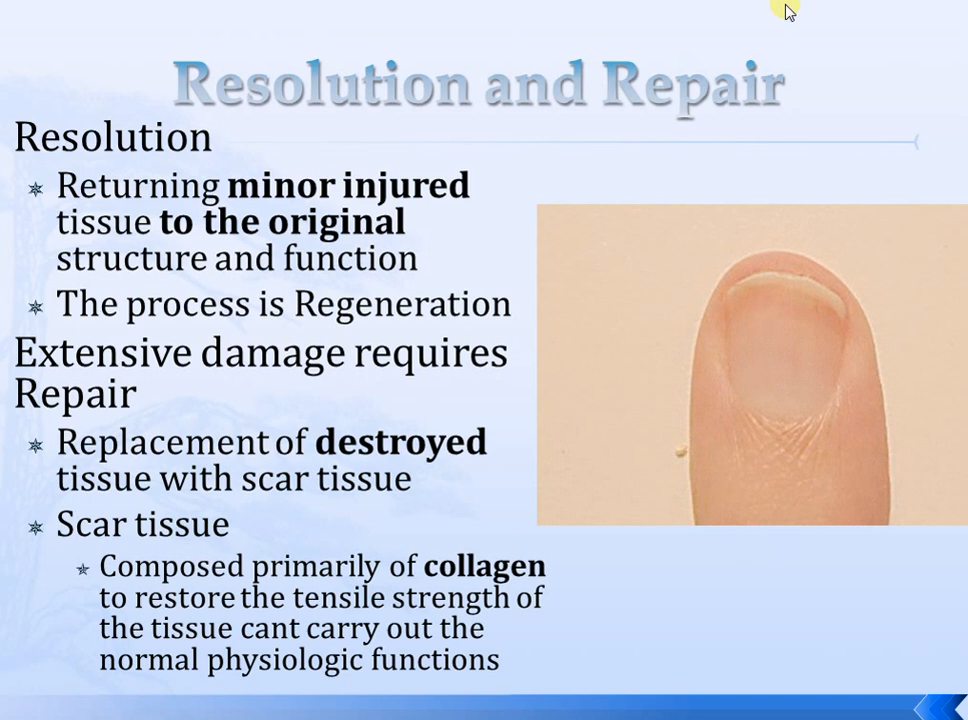 Resolution and Repair
Resolution
Returning minor injured
tissue to the original
structure and function
The process is Regeneration
Extensive damage requires
Repair
Replacement of destroyed
tissue with scar tissue
Scar tissue
Composed primarily of collagen
to restore the tensile strength of
the tissue cant carry out the
normal physiologic functions